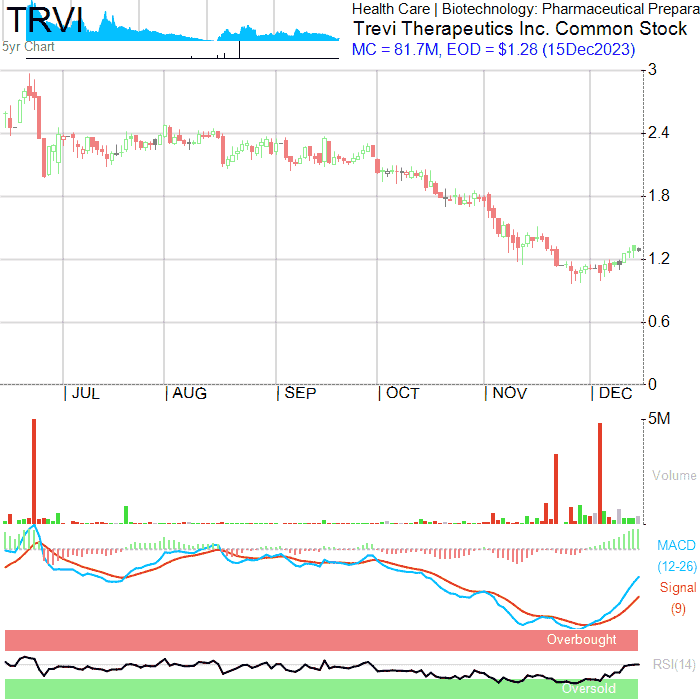 TRVI
5yr Chart
Health Care | Biotechnology: Pharmaceutical Prepara
Trevi Therapeutics Inc. Common Stock
MC = 81.7M, EOD = $1.28 (15Dec2023)
3
2.4
1.8
1.2
0.6
0
JUL
AUG
SEP
OCT
NOV
DEC
5M
Volume
MACD
(12-26)
Signal
(9)
Overbought
RSI(14)
Oversold